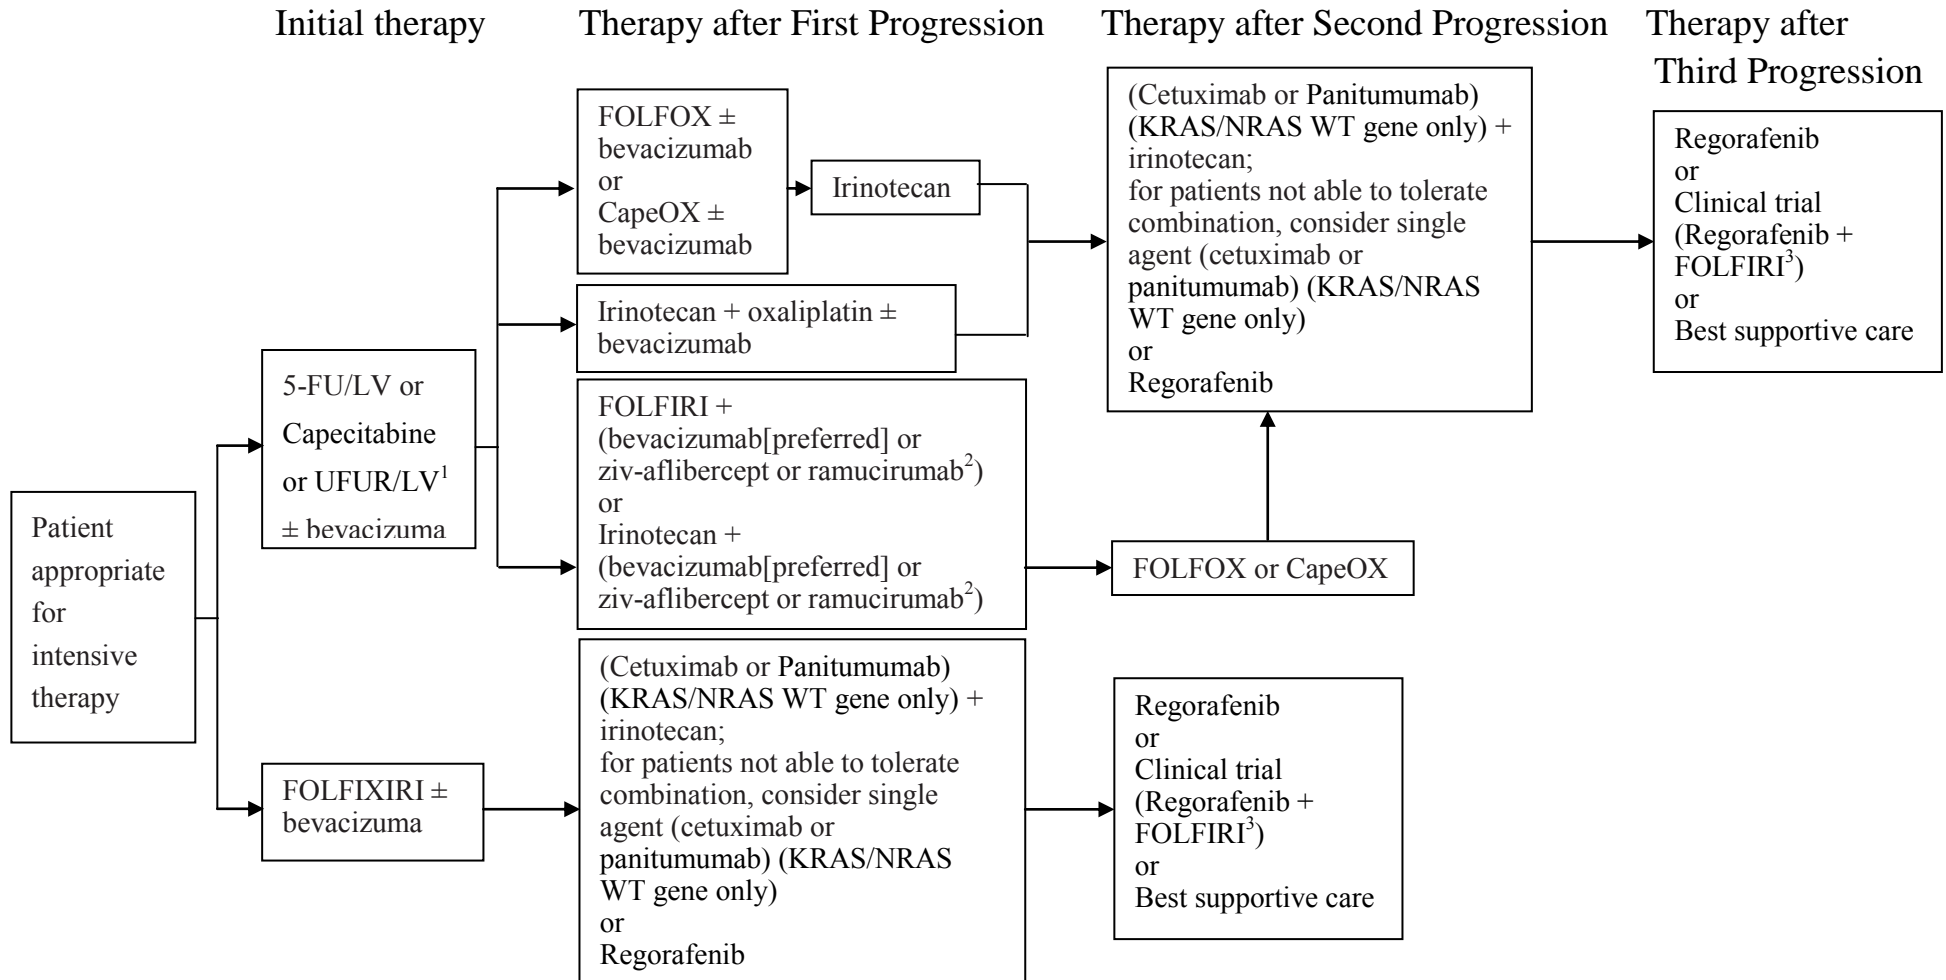 Initial therapy
Therapy after First Progression
Therapy after Second Progression
Therapy after
Third Progression
Patient
appropriate
for
intensive
therapy
5-FU/LV or
Capecitabine
or UFUR/LV¹
± bevacizuma
FOLFIXIRI ±
bevacizuma
FOLFOX ±
bevacizumab
or
CapeOX ±
bevacizumab
Irinotecan
Irinotecan + oxaliplatin ±
bevacizumab
FOLFIRI +
(bevacizumab[preferred] or
ziv-aflibercept or ramucirumab²)
or
Irinotecan +
(bevacizumab[preferred] or
ziv-aflibercept or ramucirumab²)
(Cetuximab or Panitumumab)
(KRAS/NRAS WT gene only) +
irinotecan;
for patients not able to tolerate
combination, consider single
agent (cetuximab or
panitumumab) (KRAS/NRAS
WT gene only)
or
Regorafenib
(Cetuximab or Panitumumab)
(KRAS/NRAS WT gene only) +
irinotecan;
for patients not able to tolerate
combination, consider single
agent (cetuximab or
panitumumab) (KRAS/NRAS
WT gene only)
or
Regorafenib
FOLFOX or CapeOX
Regorafenib
or
Clinical trial
(Regorafenib +
FOLFIRI³)
or
Best supportive care
Regorafenib
or
Clinical trial
(Regorafenib +
FOLFIRI³)
or
Best supportive care